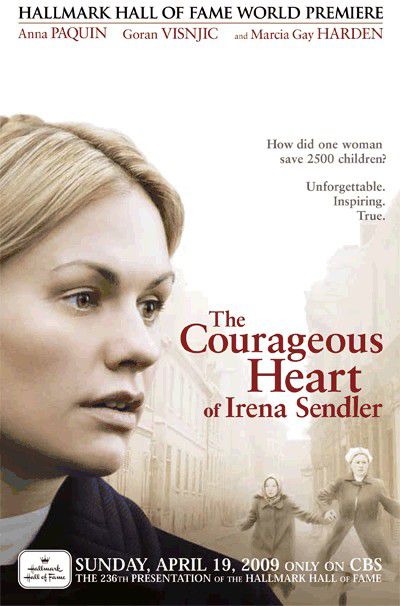 HALLMARK HALL OF FAME WORLD PREMIERE
Anna PAQUIN Goran VISNJIC and Marcia Gay HARDEN
How did one woman
save 2500 children?
Unforgettable.
Inspiring.
True.
The
Courageous
Heart
of Irena Sendler
Hallmark
Hall of Fame
SUNDAY, APRIL 19, 2009 ONLY ON CBS
THE 236TH PRESENTATION OF THE HALLMARK HALL OF FAME